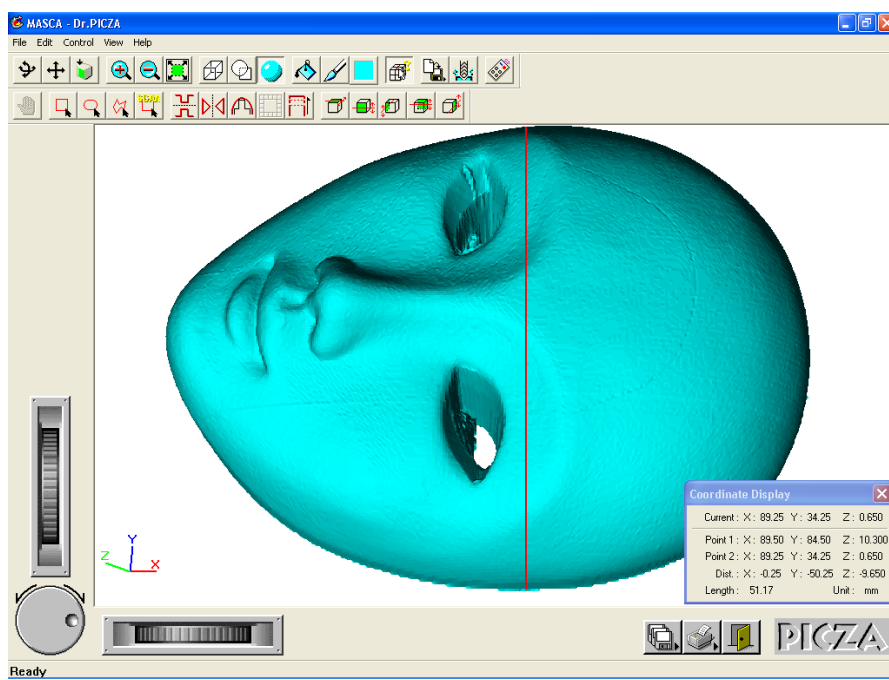 MASCA - Dr.PICZA
File Edit Control View Help
SCAN
Y
Z
X
Coordinate Display
Current : X : 89.25 Y : 34.25 Z : 0.650
Point 1 : X : 89.50 Y : 84.50 Z : 10.300
Point 2 : X : 89.25 Y : 34.25 Z : 0.650
Dist. : X : -0.25 Y : -50.25 Z : -9.650
Length : 51.17 Unit : mm
PICZA
Ready